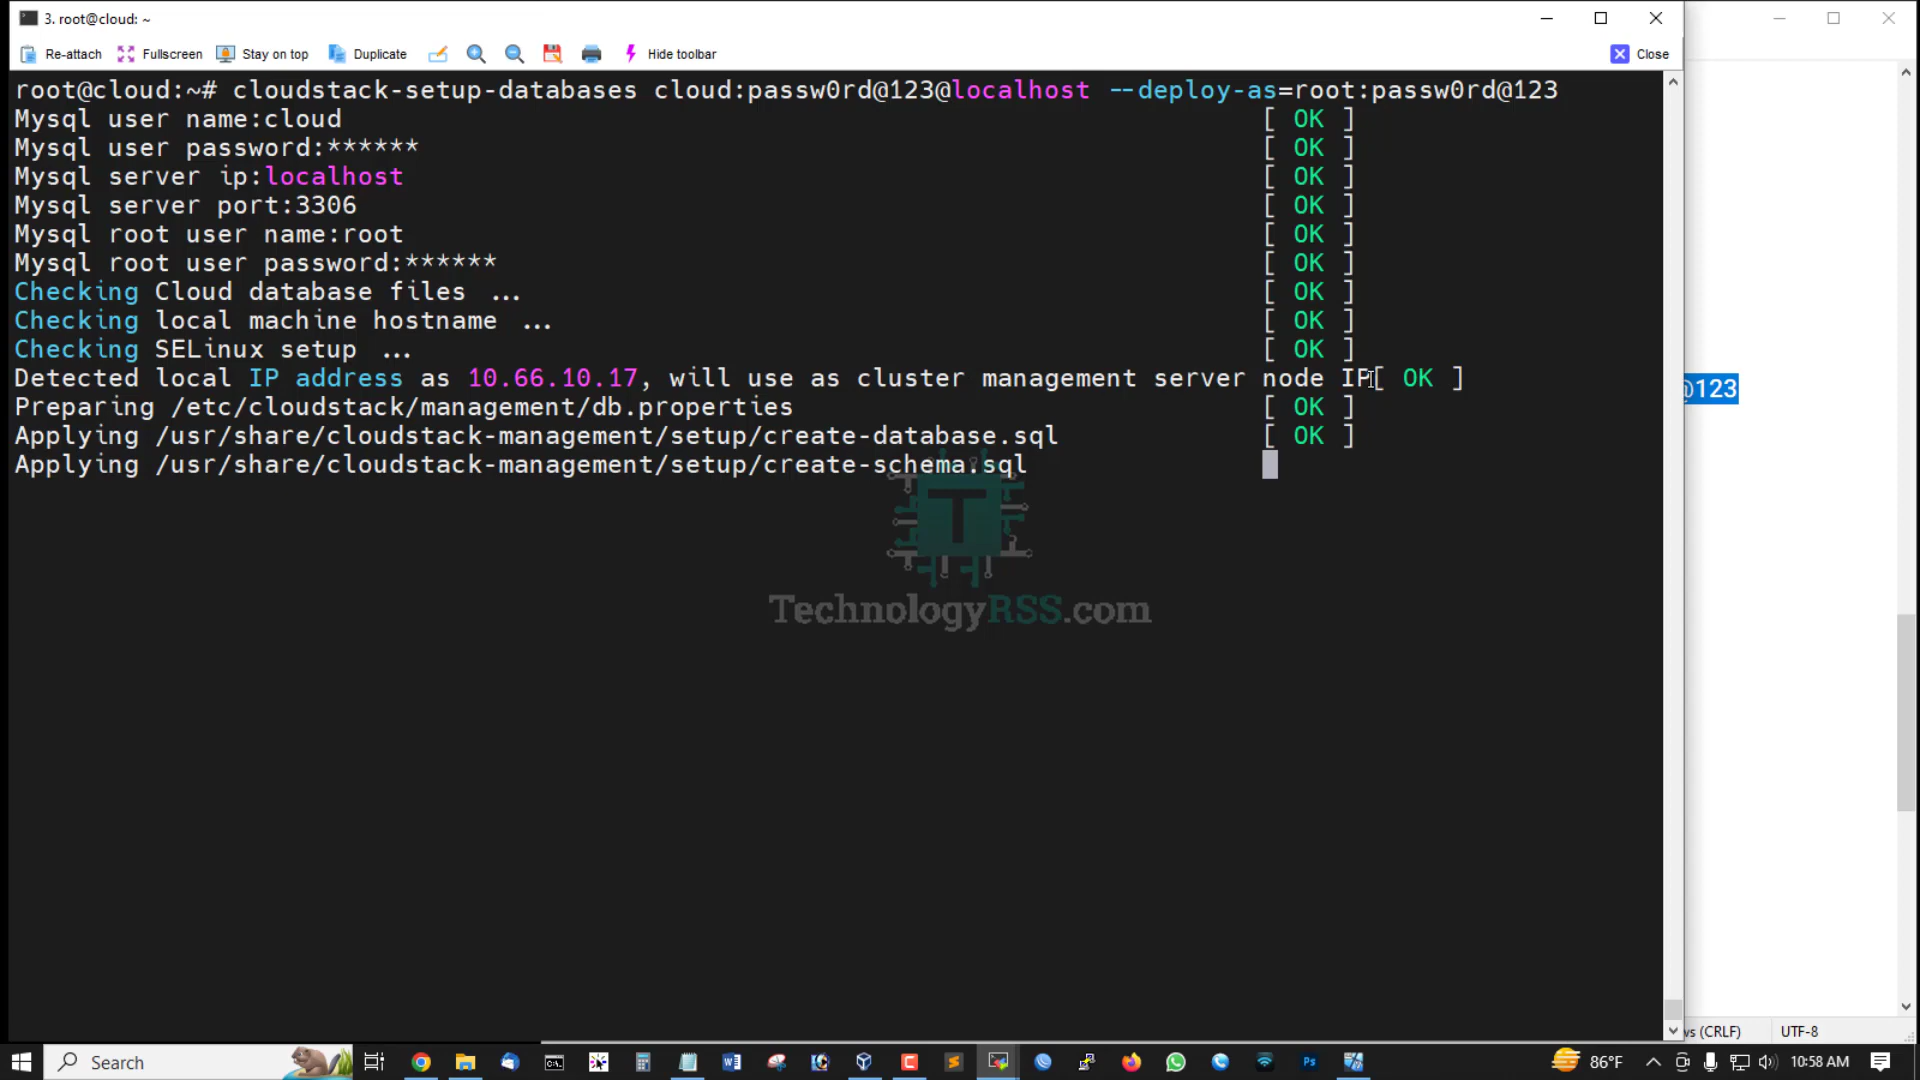 3. root@cloud: ~
Re-attach Fullscreen Stay on top Duplicate Hide toolbar Close
root@cloud:~# cloudstack-setup-databases cloud:passw0rd@123@localhost --deploy-as=root:passw0rd@123
Mysql user name:cloud [ OK ]
Mysql user password:****** [ OK ]
Mysql server ip:localhost [ OK ]
Mysql server port:3306 [ OK ]
Mysql root user name:root [ OK ]
Mysql root user password:****** [ OK ]
Checking Cloud database files ... [ OK ]
Checking local machine hostname ... [ OK ]
Checking SELinux setup ... [ OK ]
Detected local IP address as 10.66.10.17, will use as cluster management server node IP[ OK ]
Preparing /etc/cloudstack/management/db.properties [ OK ]
Applying /usr/share/cloudstack-management/setup/create-database.sql [ OK ]
Applying /usr/share/cloudstack-management/setup/create-schema.sql
@123
T
TechnologyRSS.com
ws (CRLF) UTF-8
Search 86°F 10:58 AM